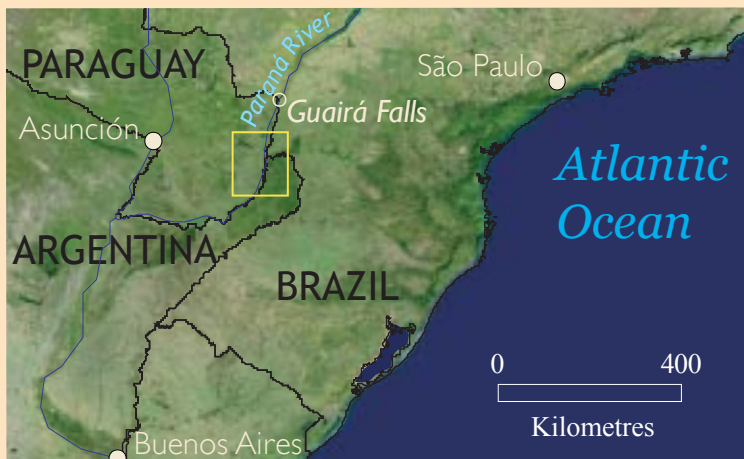 PARAGUAY
Paraná River
São Paulo
Guairá Falls
Asunción
Atlantic
Ocean
ARGENTINA
BRAZIL
0 400
Kilometres
Buenos Aires